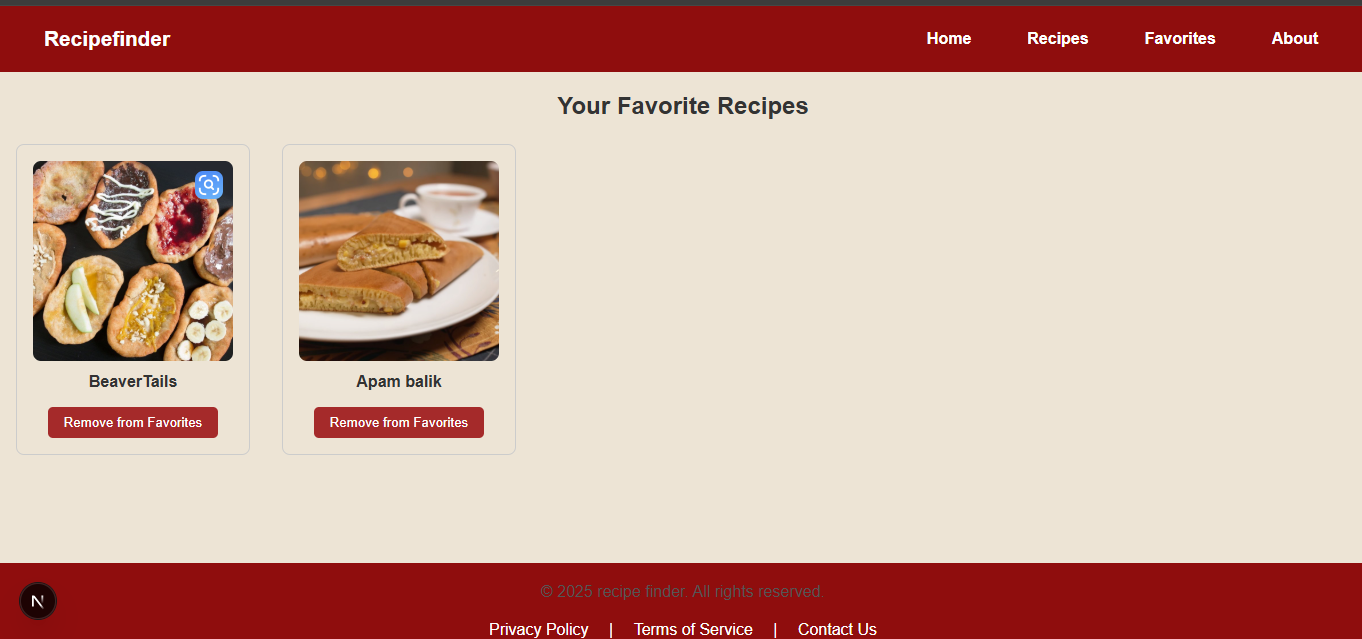 Recipefinder Home Recipes Favorites About
Your Favorite Recipes
BeaverTails
Remove from Favorites
Apam balik
Remove from Favorites
© 2025 recipe finder. All rights reserved.
N
Privacy Policy | Terms of Service | Contact Us